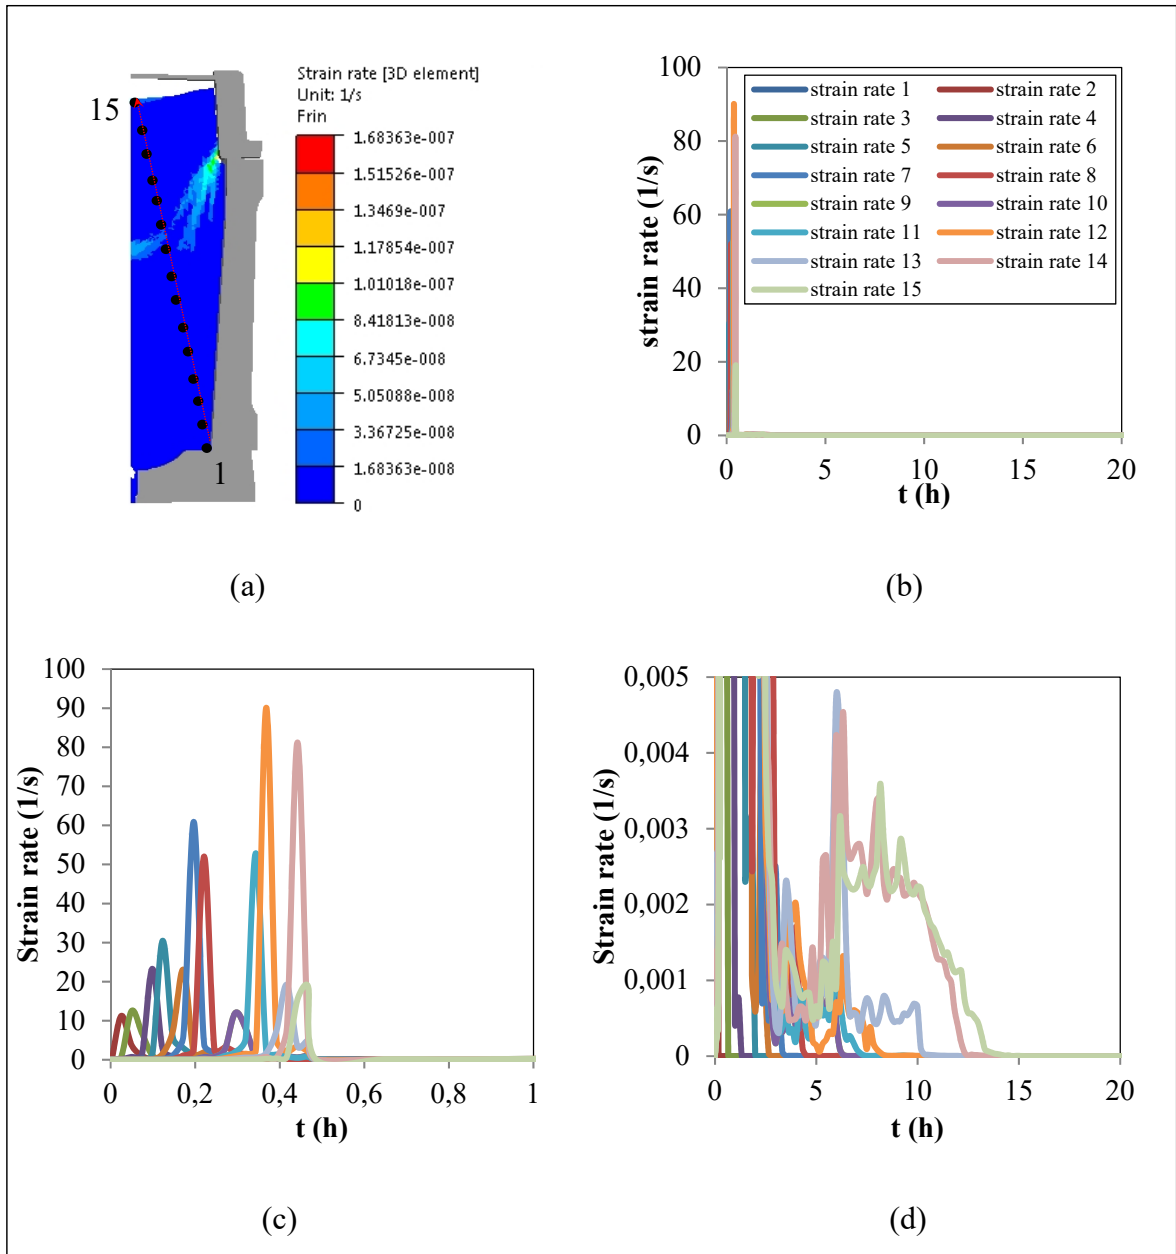 15
1
Strain rate [3D element]
Unit: 1/s
Frin
1.68363e-007
1.51526e-007
1.3469e-007
1.17854e-007
1.01018e-007
8.41813e-008
6.7345e-008
5.05088e-008
3.36725e-008
1.68363e-008
0
(a)
strain rate (1/s)
100
80
60
40
20
0
strain rate 1 strain rate 2
strain rate 3 strain rate 4
strain rate 5 strain rate 6
strain rate 7 strain rate 8
strain rate 9 strain rate 10
strain rate 11 strain rate 12
strain rate 13 strain rate 14
strain rate 15
0 5 10 15 20
t (h)
(b)
Strain rate (1/s)
100
90
80
70
60
50
40
30
20
10
0
0 0,2 0,4 0,6 0,8 1
t (h)
(c)
Strain rate (1/s)
0,005
0,004
0,003
0,002
0,001
0
0 5 10 15 20
t (h)
(d)